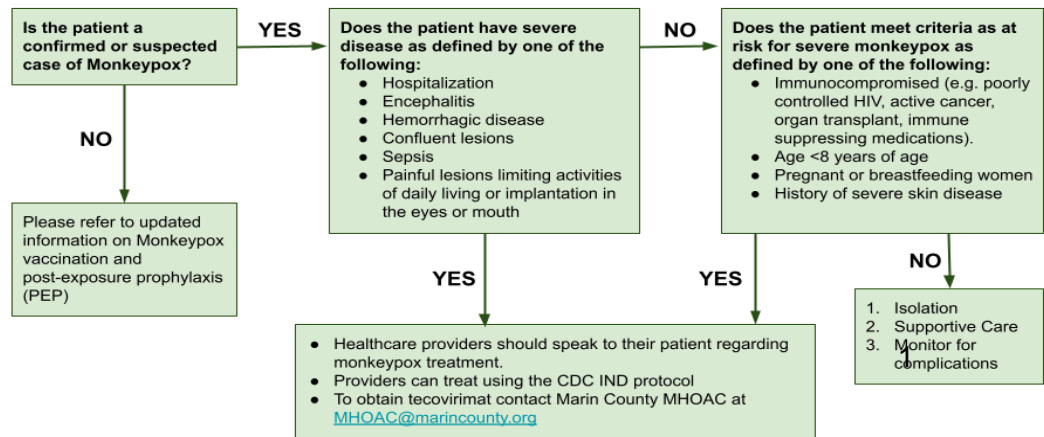 Is the patient a
confirmed or suspected
case of Monkeypox?
YES
Does the patient have severe
disease as defined by one of the
following:
● Hospitalization
● Encephalitis
● Hemorrhagic disease
● Confluent lesions
● Sepsis
● Painful lesions limiting activities
of daily living or implantation in
the eyes or mouth
NO
Does the patient meet criteria as at
risk for severe monkeypox as
defined by one of the following:
● Immunocompromised (e.g. poorly
controlled HIV, active cancer,
organ transplant, immune
suppressing medications).
● Age <8 years of age
● Pregnant or breastfeeding women
● History of severe skin disease
NO
Please refer to updated
information on Monkeypox
vaccination and
post-exposure prophylaxis
(PEP)
YES
YES
NO
● Healthcare providers should speak to their patient regarding
monkeypox treatment.
● Providers can treat using the CDC IND protocol
● To obtain tecovirimat contact Marin County MHOAC at
MHOAC@marincounty.org
1. Isolation
2. Supportive Care
3. Monitor for
complications
1